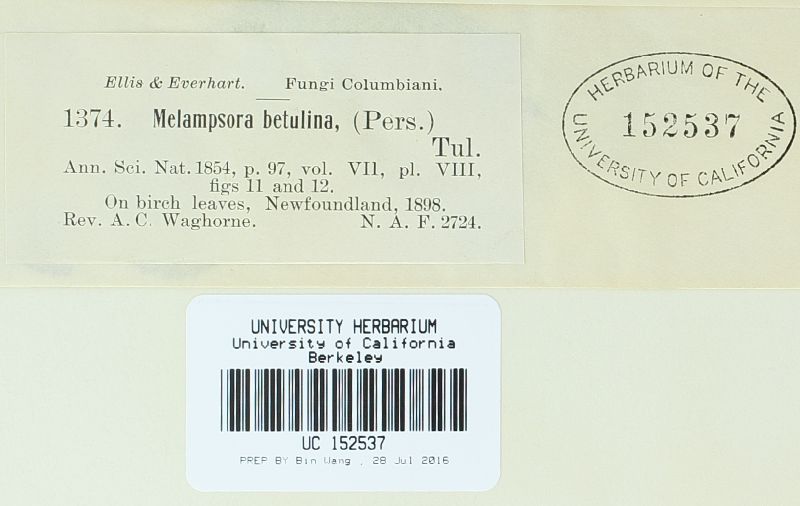 Ellis & Everhart. Fungi Columbiani.
1374. Melampsora betulina, (Pers.)
Tul.
Ann. Sci. Nat. 1854, p. 97, vol. VII, pl. VIII,
figs 11 and 12.
On birch leaves, Newfoundland, 1898.
Rev. A. C. Waghorne. N. A. F. 2724.
HERBARIUM OF THE
152537
UNIVERSITY OF CALIFORNIA
UNIVERSITY HERBARIUM
University of California
Berkeley
UC 152537
PREP BY Bin Wang , 28 Jul 2016